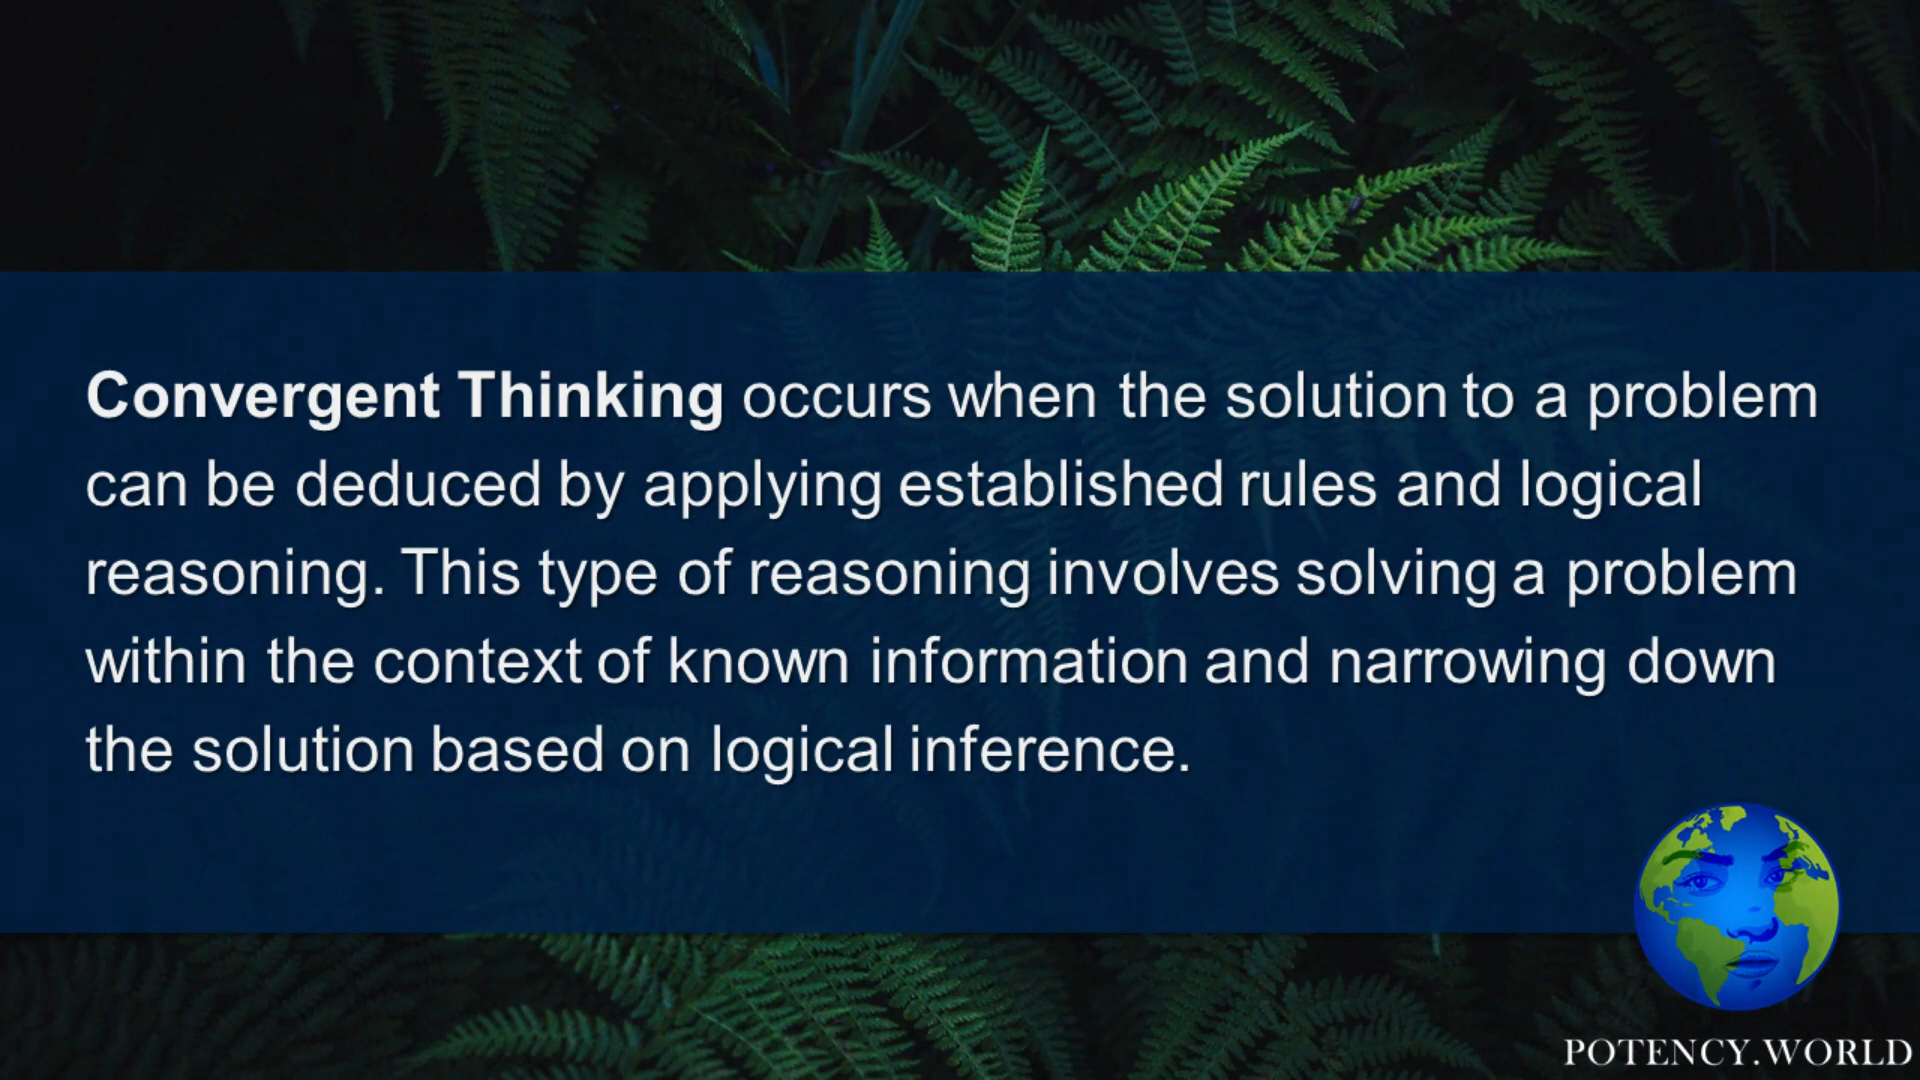 Convergent Thinking occurs when the solution to a problem
can be deduced by applying established rules and logical
reasoning. This type of reasoning involves solving a problem
within the context of known information and narrowing down
the solution based on logical inference.
POTENCY.WORLD